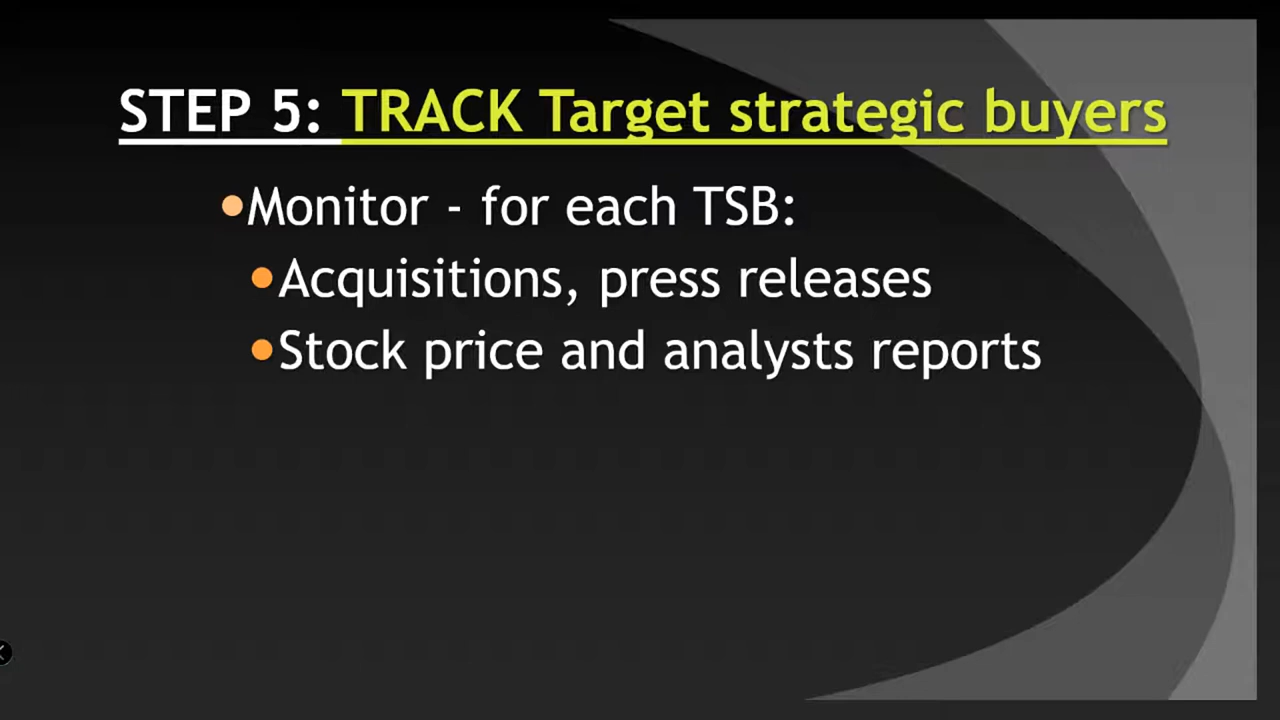 STEP 5: TRACK Target strategic buyers
•Monitor - for each TSB:
•Acquisitions, press releases
•Stock price and analysts reports